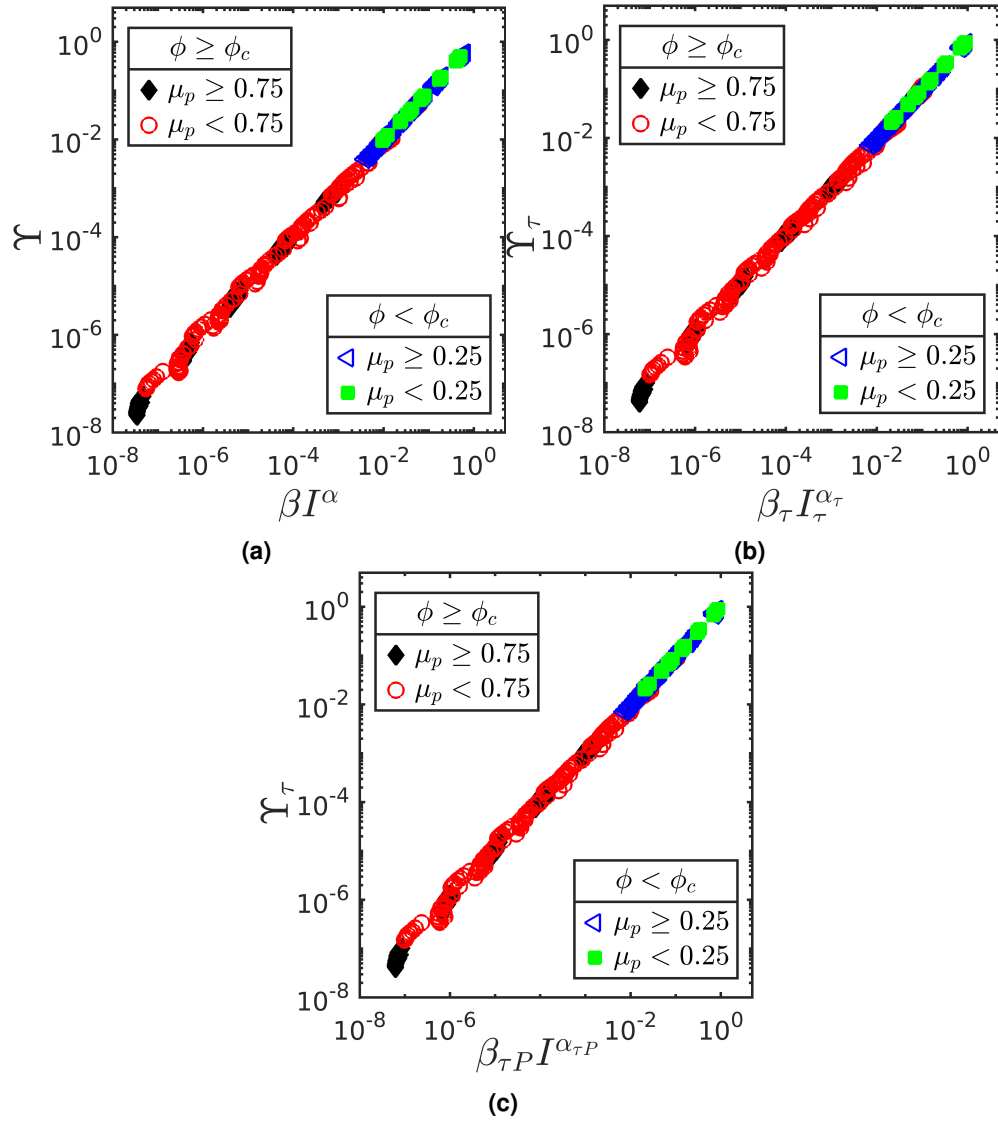 10^0
10^-2
10^-4
10^-6
10^-8
ϒ
ϕ ≥ ϕ_c
μ_p ≥ 0.75
μ_p < 0.75
ϕ < ϕ_c
μ_p ≥ 0.25
μ_p < 0.25
10^-8 10^-6 10^-4 10^-2 10^0
βI^α
(a)
10^0
10^-2
10^-4
10^-6
10^-8
ϒ_τ
ϕ ≥ ϕ_c
μ_p ≥ 0.75
μ_p < 0.75
ϕ < ϕ_c
μ_p ≥ 0.25
μ_p < 0.25
10^-8 10^-6 10^-4 10^-2 10^0
β_τ I_τ^{α_τ}
(b)
10^0
10^-2
10^-4
10^-6
10^-8
ϒ_τ
ϕ ≥ ϕ_c
μ_p ≥ 0.75
μ_p < 0.75
ϕ < ϕ_c
μ_p ≥ 0.25
μ_p < 0.25
10^-8 10^-6 10^-2 10^0
β_{τP} I^{α_{τP}}
(c)